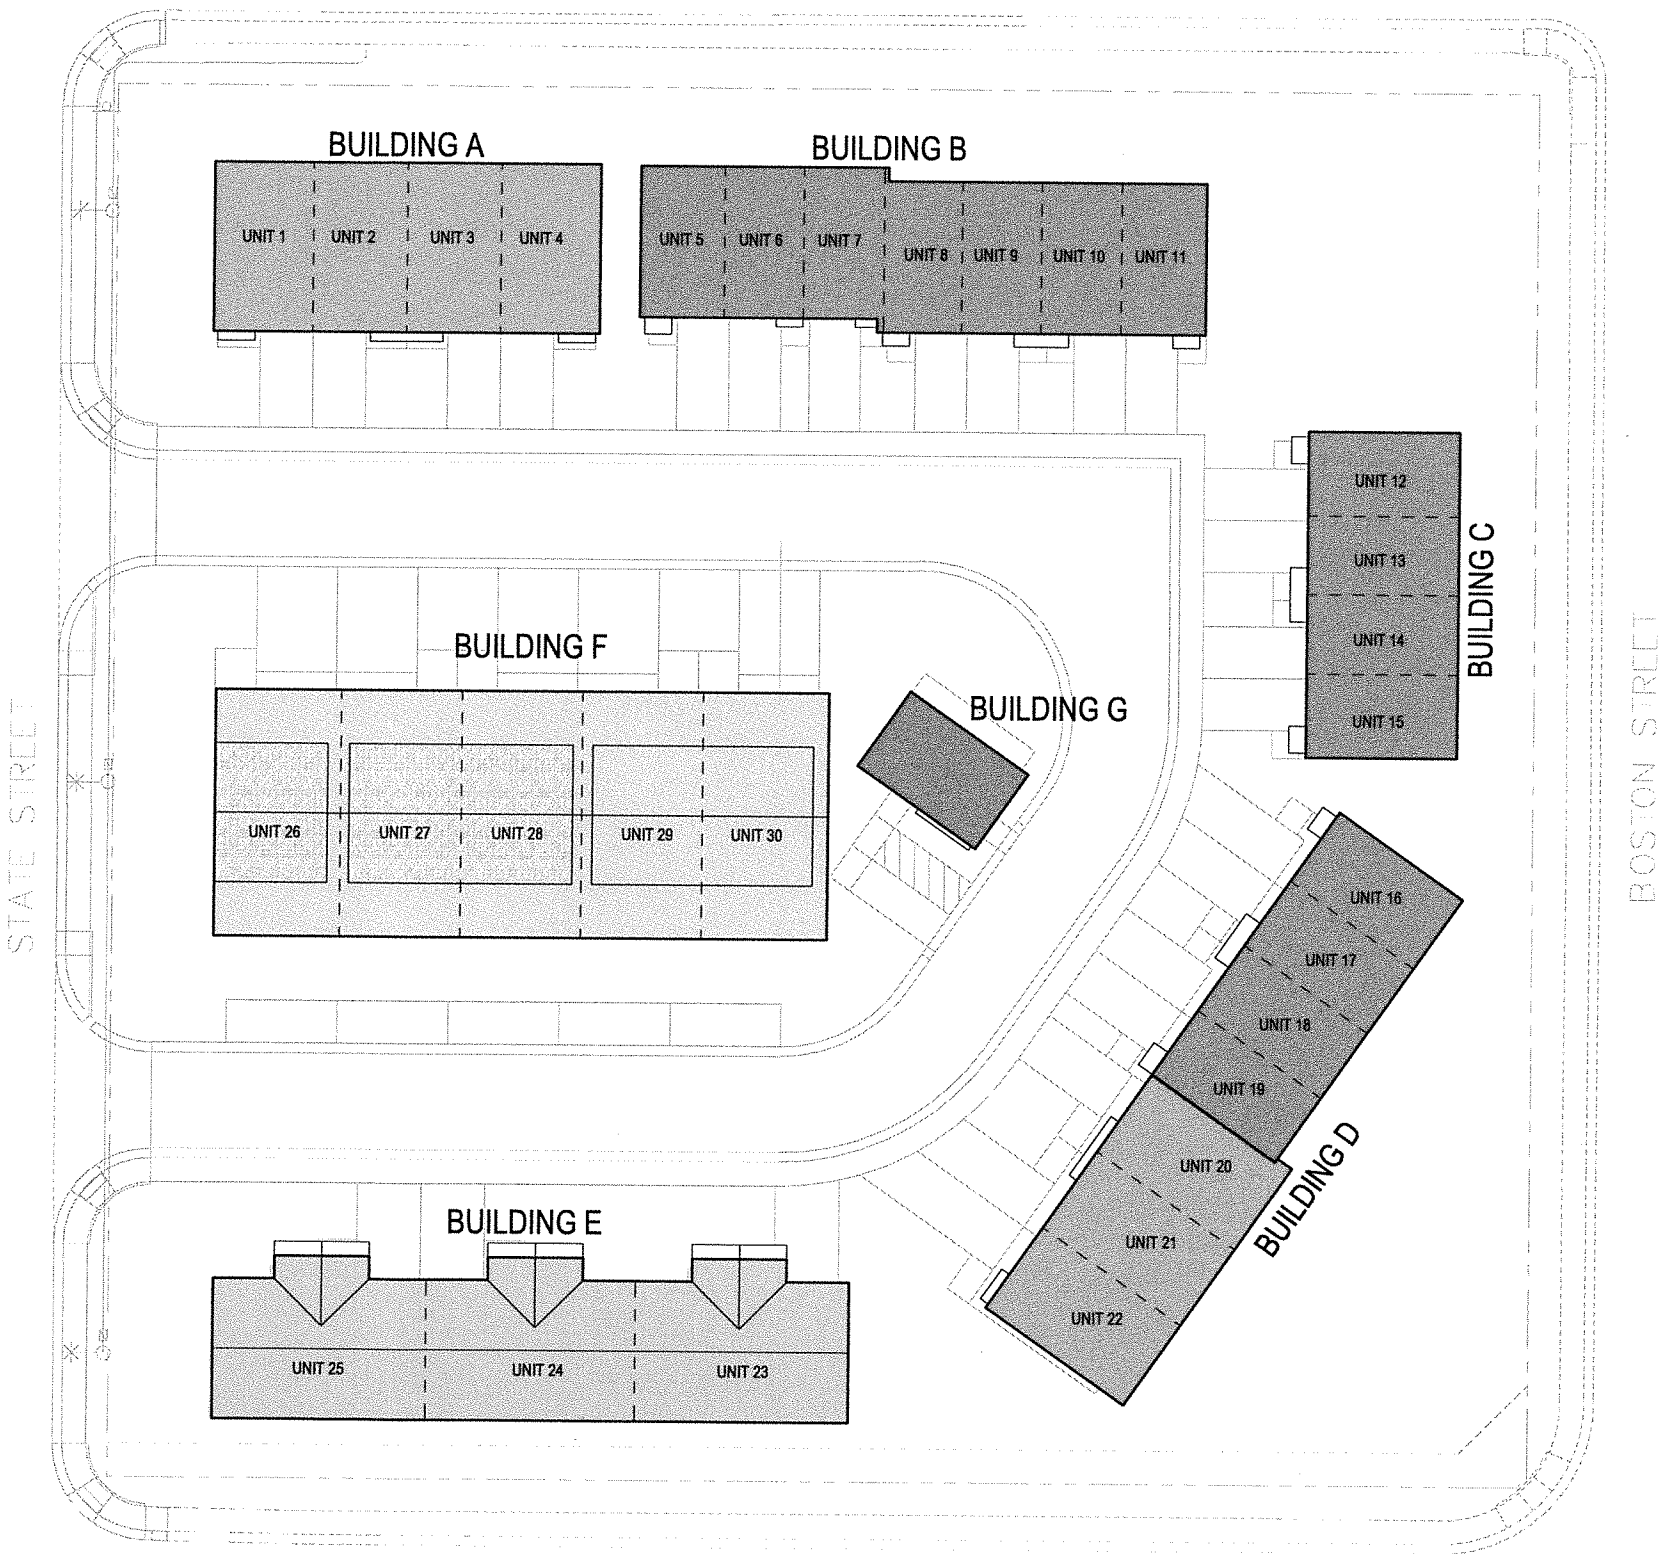 BUILDING A
BUILDING B
UNIT 1
UNIT 2
UNIT 3
UNIT 4
UNIT 5
UNIT 6
UNIT 7
UNIT 8
UNIT 9
UNIT 10
UNIT 11
UNIT 12
UNIT 13
UNIT 14
UNIT 15
BUILDING C
BUILDING F
BUILDING G
STATE STREET
BOSTON STREET
UNIT 26
UNIT 27
UNIT 28
UNIT 29
UNIT 30
UNIT 16
UNIT 17
UNIT 18
UNIT 19
UNIT 20
UNIT 21
UNIT 22
BUILDING D
BUILDING E
UNIT 25
UNIT 24
UNIT 23